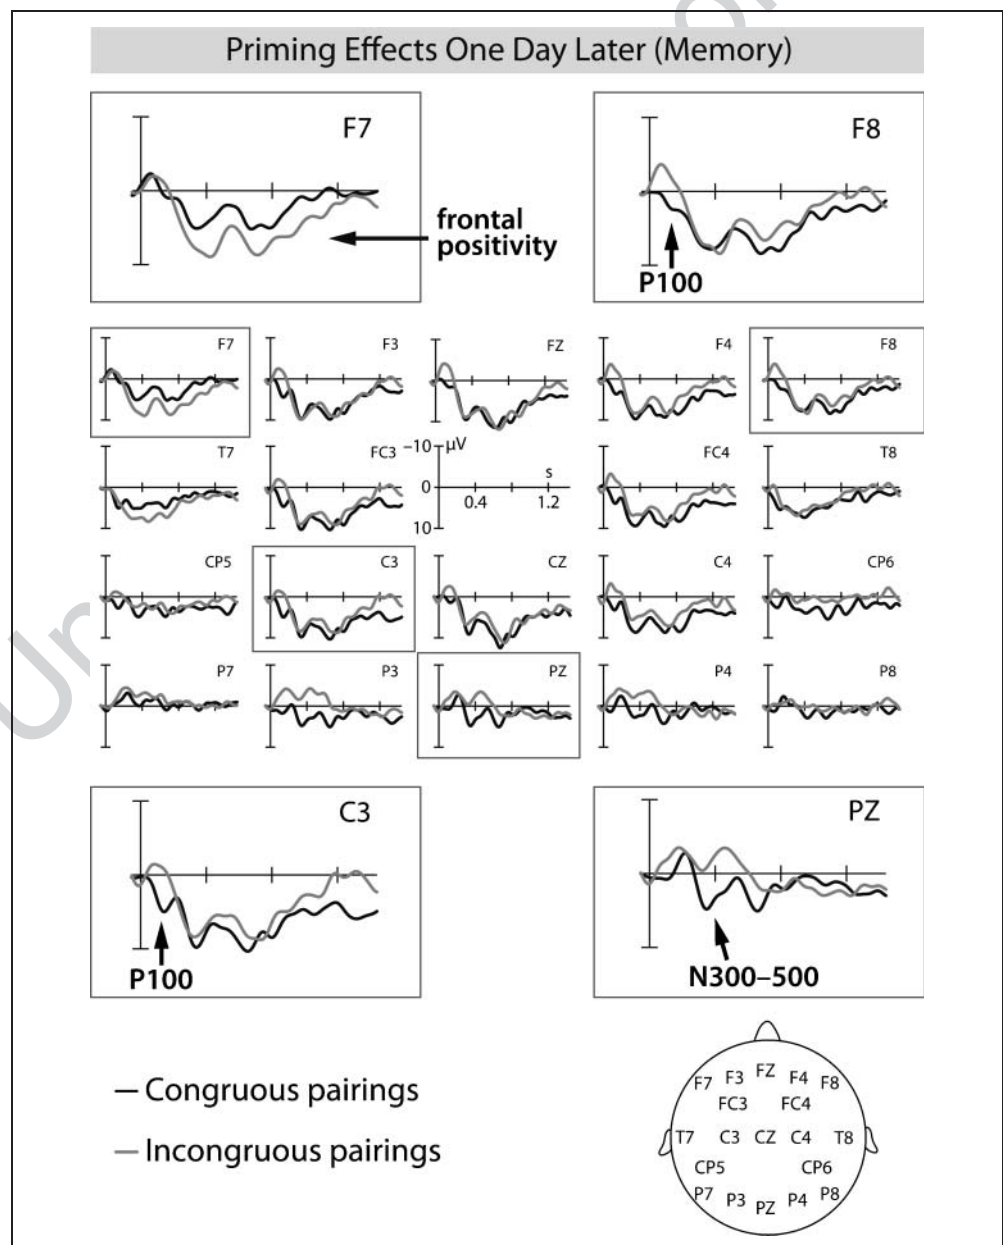 Priming Effects One Day Later (Memory)
F7
F8
frontal
positivity
P100
F7 F3 FZ F4 F8
T7 FC3 −10 µV FC4 T8
s
0
0.4 1.2
10
CP5 C3 CZ C4 CP6
P7 P3 PZ P4 P8
C3
PZ
P100
N300–500
— Congruous pairings
— Incongruous pairings
F7 F3 FZ F4 F8
FC3 FC4
T7 C3 CZ C4 T8
CP5 CP6
P7 P3 PZ P4 P8